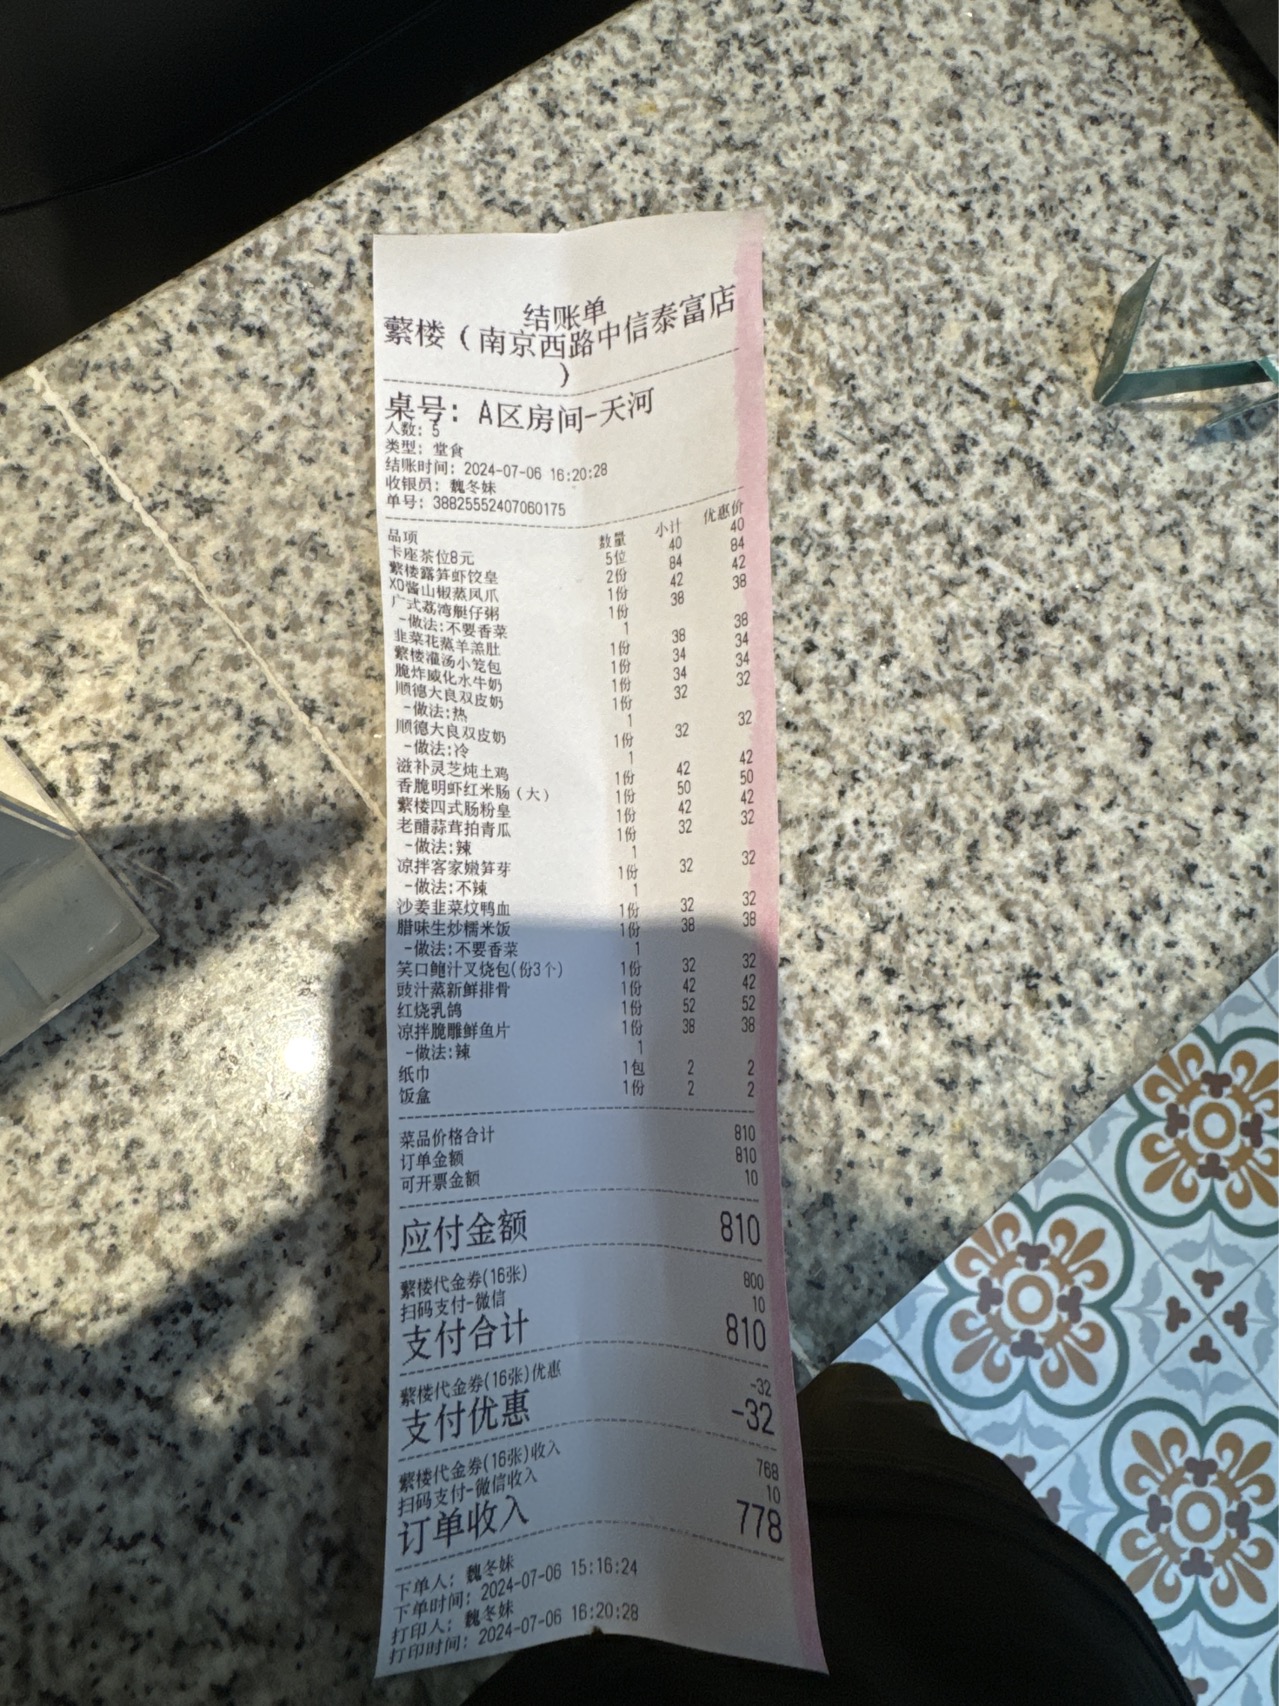 结账单
蘩楼（南京西路中信泰富店
）
桌号: A区房间-天河
人数: 5
类型: 堂食
结账时间: 2024-07-06 16:20:28
收银员: 魏冬妹
单号: 38825552407060175
品项 数量 小计 优惠价
卡座茶位8元 5位 40 40
蘩楼露笋虾饺皇 2份 84 84
XO酱山椒蒸凤爪 1份 42 42
广式荔湾艇仔粥 1份 38 38
-做法:不要香菜 1
韭菜花蒸羊羔肚 1份 38 38
蘩楼灌汤小笼包 1份 34 34
脆炸威化水牛奶 1份 34 34
顺德大良双皮奶 1份 32 32
-做法:热 1
顺德大良双皮奶 1份 32 32
-做法:冷 1
滋补灵芝炖土鸡 1份 42 42
香脆明虾红米肠（大） 1份 50 50
蘩楼四式肠粉皇 1份 42 42
老醋蒜茸拍青瓜 1份 32 32
-做法:辣 1
凉拌客家嫩笋芽 1份 32 32
-做法:不辣 1
沙姜韭菜炆鸭血 1份 32 32
腊味生炒糯米饭 1份 38 38
-做法:不要香菜 1
笑口鲍汁叉烧包(份3个) 1份 32 32
豉汁蒸新鲜排骨 1份 42 42
红烧乳鸽 1份 52 52
凉拌脆雕鲜鱼片 1份 38 38
-做法:辣 1
纸巾 1包 2 2
饭盒 1份 2 2
菜品价格合计 810
订单金额 810
可开票金额 10
应付金额 810
蘩楼代金券(16张) 800
扫码支付-微信 10
支付合计 810
蘩楼代金券(16张)优惠 -32
支付优惠 -32
蘩楼代金券(16张)收入 768
扫码支付-微信收入 10
订单收入 778
下单人: 魏冬妹
下单时间: 2024-07-06 15:16:24
打印人: 魏冬妹
打印时间: 2024-07-06 16:20:28